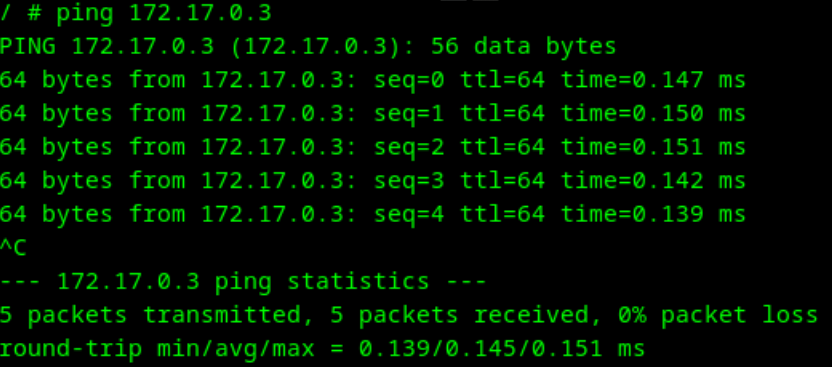 / # ping 172.17.0.3
PING 172.17.0.3 (172.17.0.3): 56 data bytes
64 bytes from 172.17.0.3: seq=0 ttl=64 time=0.147 ms
64 bytes from 172.17.0.3: seq=1 ttl=64 time=0.150 ms
64 bytes from 172.17.0.3: seq=2 ttl=64 time=0.151 ms
64 bytes from 172.17.0.3: seq=3 ttl=64 time=0.142 ms
64 bytes from 172.17.0.3: seq=4 ttl=64 time=0.139 ms
^C
--- 172.17.0.3 ping statistics ---
5 packets transmitted, 5 packets received, 0% packet loss
round-trip min/avg/max = 0.139/0.145/0.151 ms